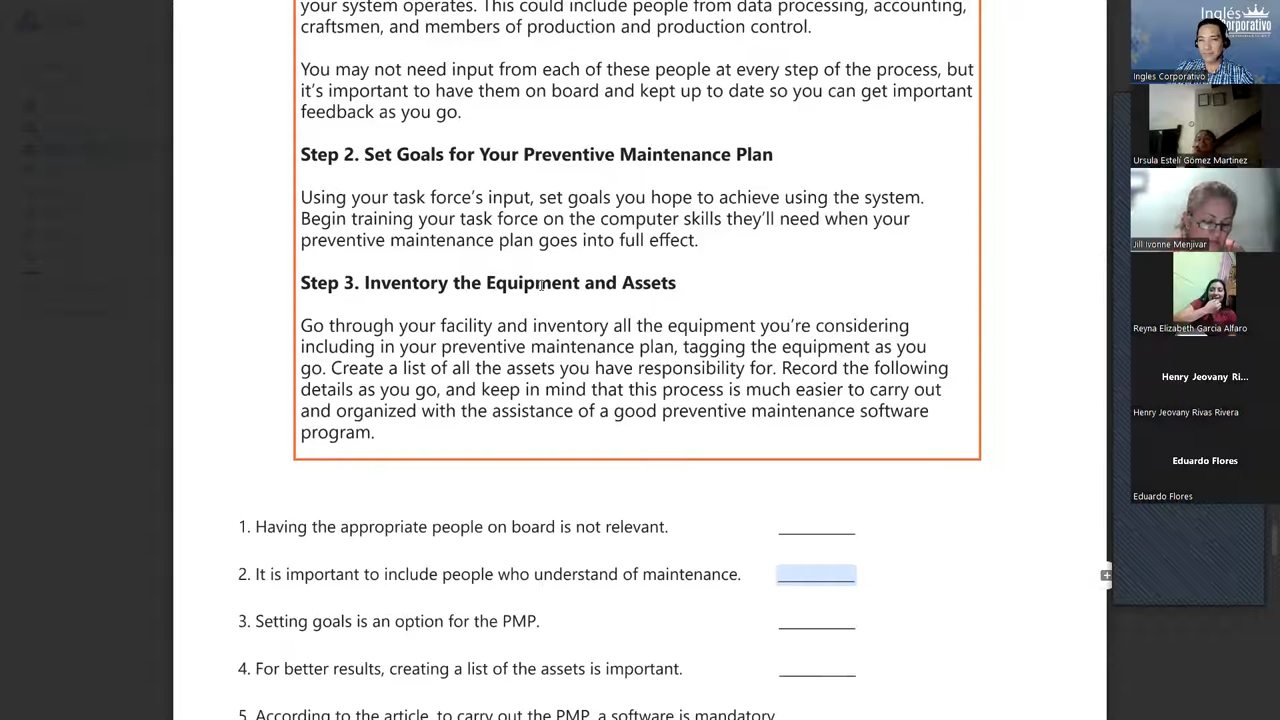 your system operates. This could include people from data processing, accounting,
craftsmen, and members of production and production control.
You may not need input from each of these people at every step of the process, but
it's important to have them on board and kept up to date so you can get important
feedback as you go.
Step 2. Set Goals for Your Preventive Maintenance Plan
Using your task force's input, set goals you hope to achieve using the system.
Begin training your task force on the computer skills they'll need when your
preventive maintenance plan goes into full effect.
Step 3. Inventory the Equipment and Assets
Go through your facility and inventory all the equipment you're considering
including in your preventive maintenance plan, tagging the equipment as you
go. Create a list of all the assets you have responsibility for. Record the following
details as you go, and keep in mind that this process is much easier to carry out
and organized with the assistance of a good preventive maintenance software
program.
1. Having the appropriate people on board is not relevant. __________
2. It is important to include people who understand of maintenance. __________
3. Setting goals is an option for the PMP. __________
4. For better results, creating a list of the assets is important. __________
5. According to the article, to carry out the PMP, a software is mandatory
Inglés
Corporativo
Ingles Corporativo
Ursula Estelí Gómez Martínez
Jill Ivonne Menjivar
Reyna Elizabeth Garcia Alfaro
Henry Jeovany Ri...
Henry Jeovany Rivas Rivera
Eduardo Flores
Eduardo Flores